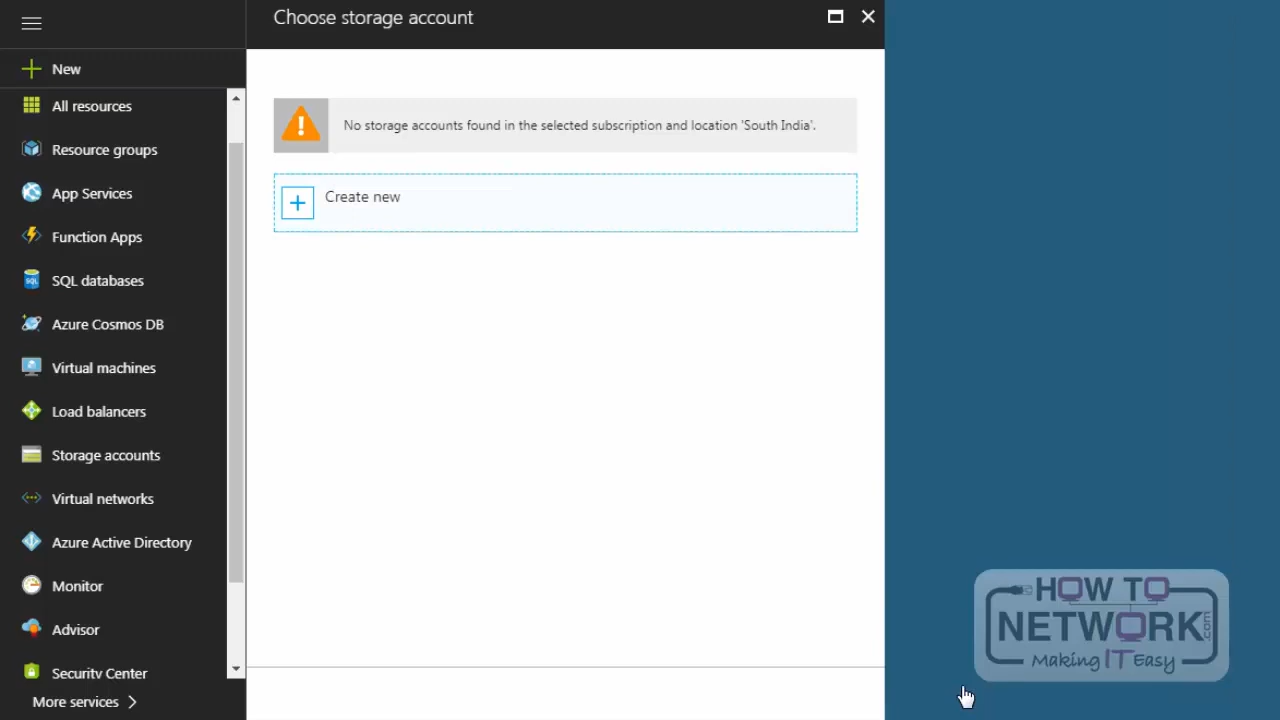 Choose storage account
New
All resources
Resource groups
App Services
Function Apps
SQL databases
Azure Cosmos DB
Virtual machines
Load balancers
Storage accounts
Virtual networks
Azure Active Directory
Monitor
Advisor
Security Center
More services
No storage accounts found in the selected subscription and location 'South India'.
Create new
SQL
HOW TO
NETWORK.com
Making IT Easy